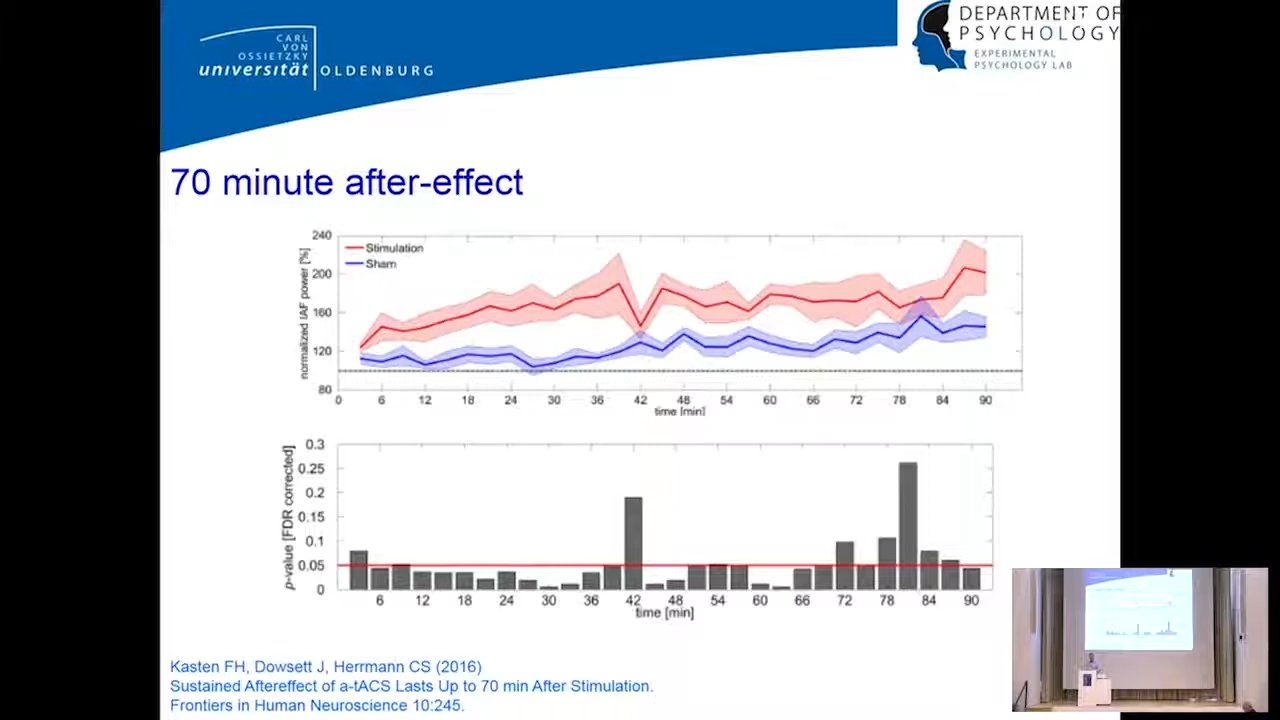 CARL
VON
OSSIETZKY
universität OLDENBURG
DEPARTMENT OF
PSYCHOLOGY
EXPERIMENTAL
PSYCHOLOGY LAB
70 minute after-effect
normalized IAF power [%]
240
200
160
120
80
Stimulation
Sham
0 6 12 18 24 30 36 42 48 54 60 66 72 78 84 90
time [min]
p-value [FDR corrected]
0.3
0.25
0.2
0.15
0.1
0.05
0
6 12 18 24 30 36 42 48 54 60 66 72 78 84 90
time [min]
Kasten FH, Dowsett J, Herrmann CS (2016)
Sustained Aftereffect of a-tACS Lasts Up to 70 min After Stimulation.
Frontiers in Human Neuroscience 10:245.